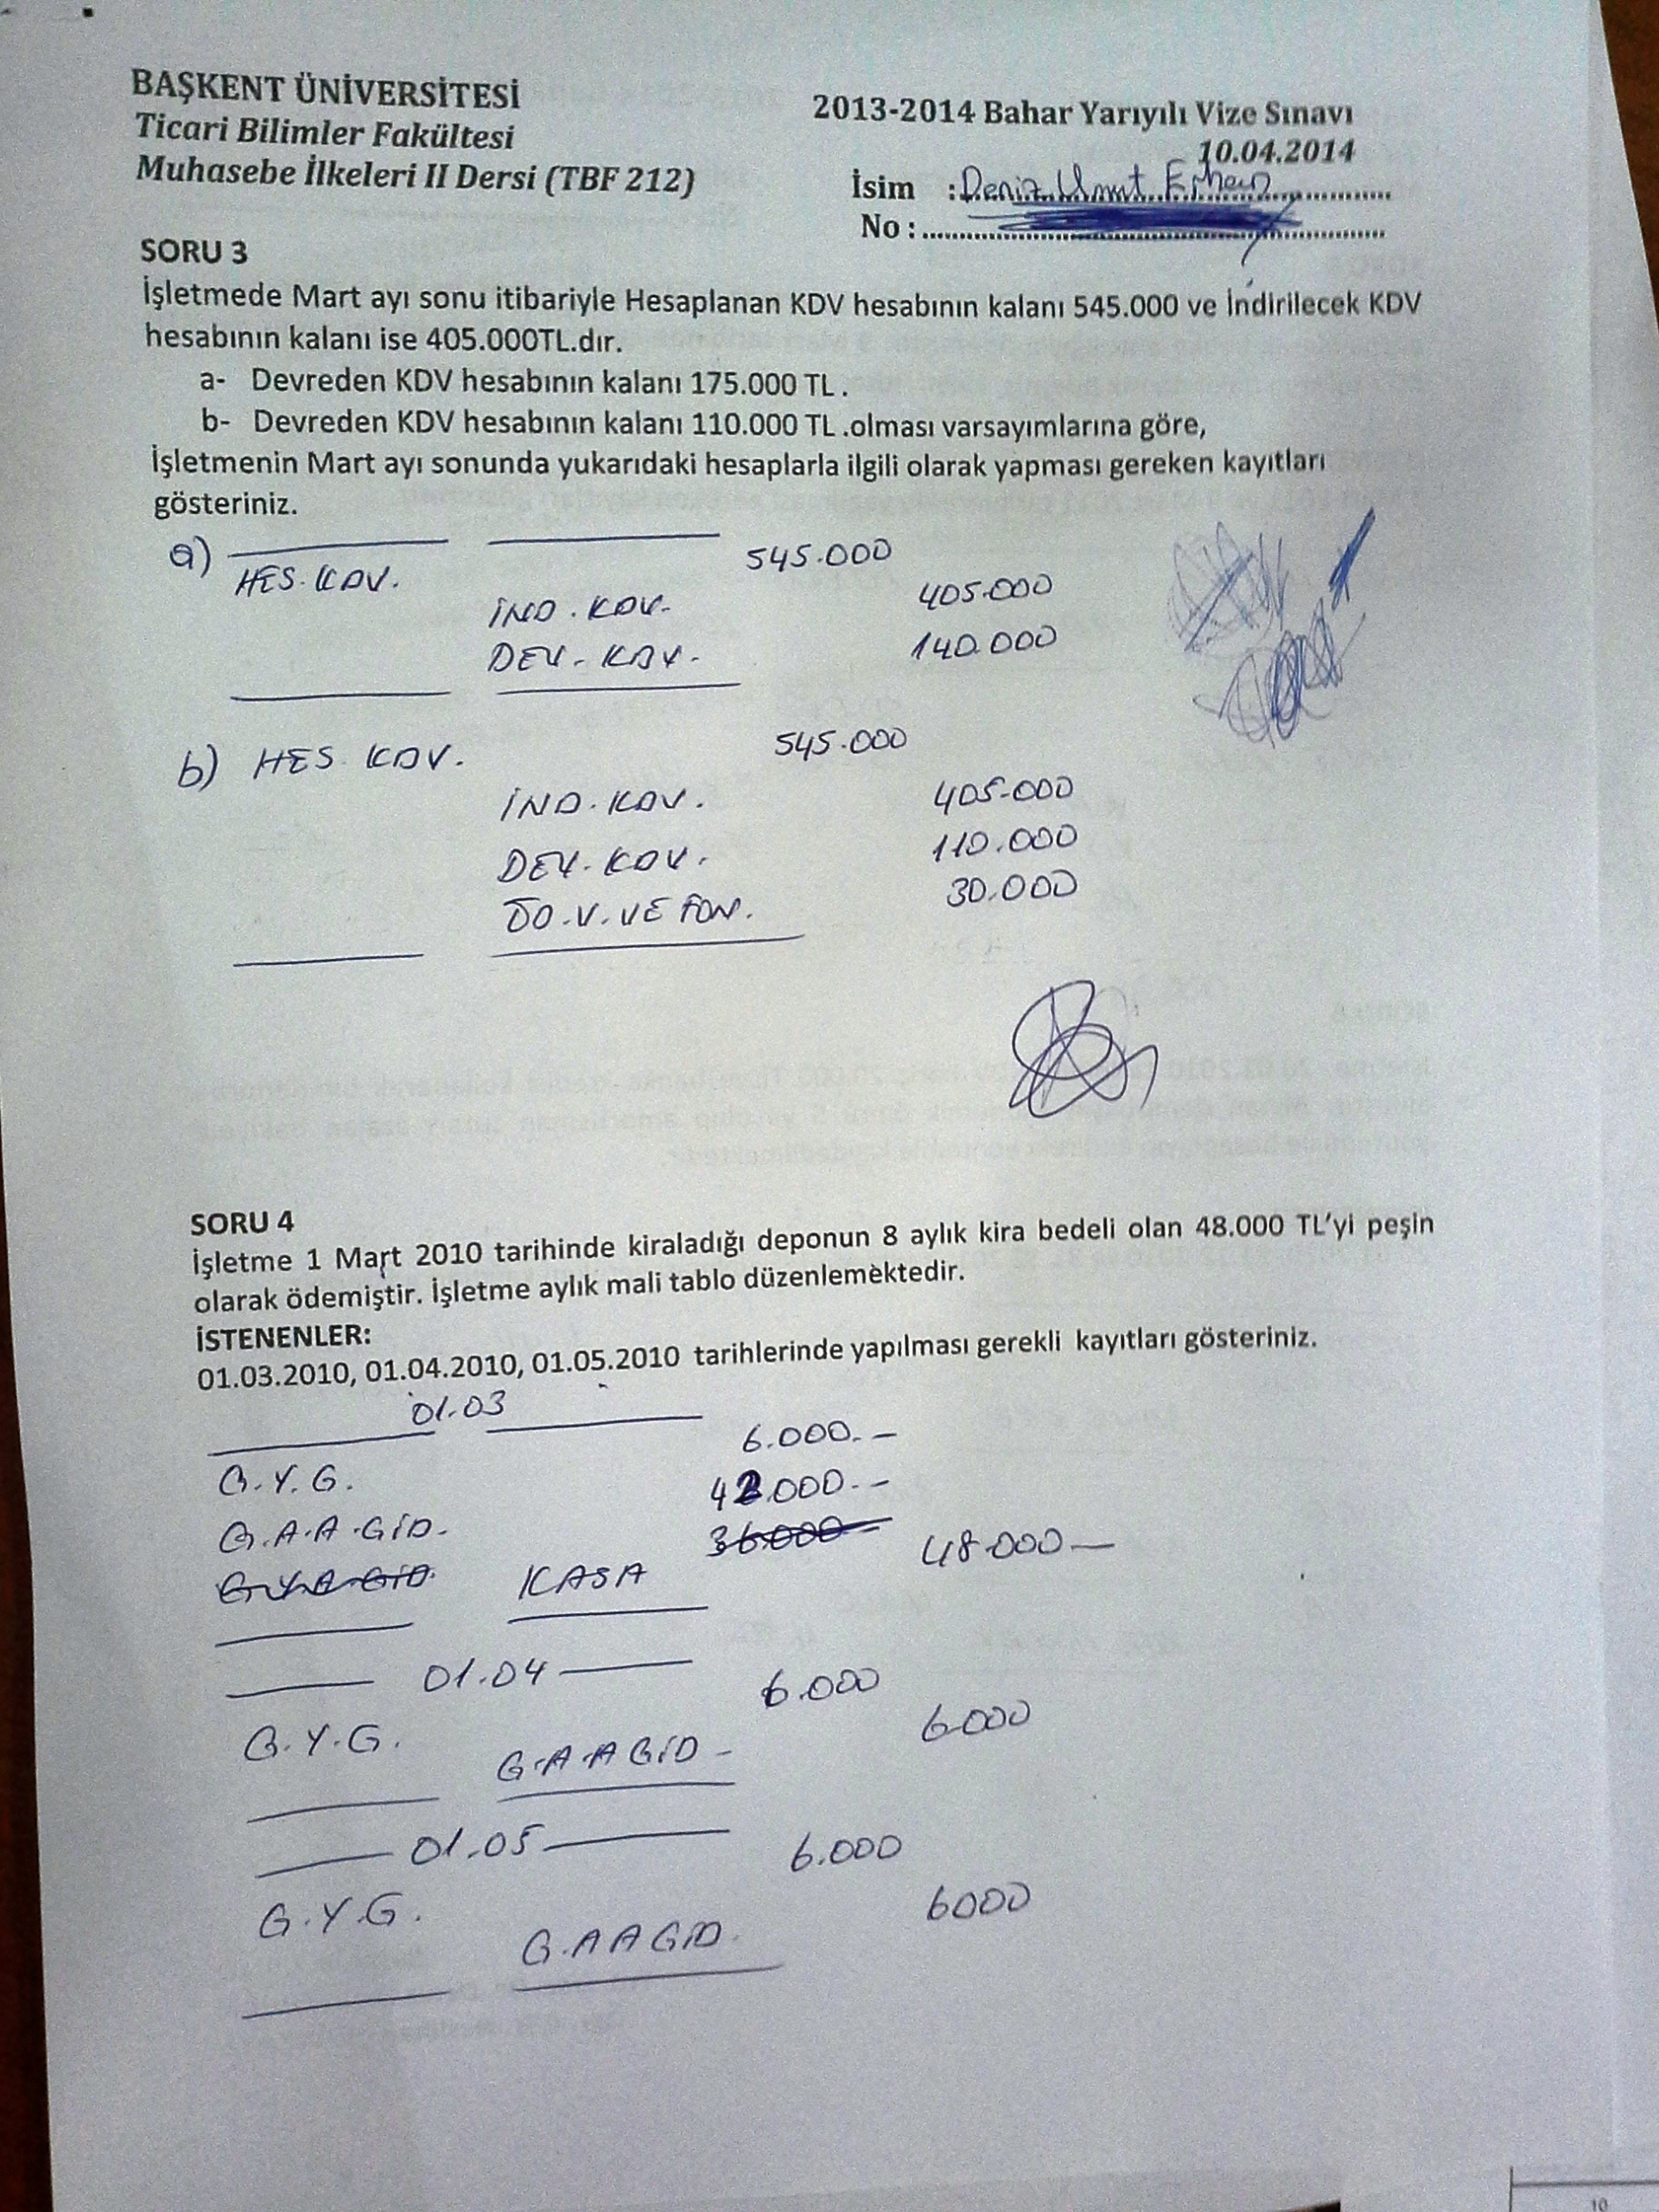 BAŞKENT ÜNİVERSİTESİ
Ticari Bilimler Fakültesi
Muhasebe İlkeleri II Dersi (TBF 212)
2013-2014 Bahar Yarıyılı Vize Sınavı
10.04.2014
İsim : Deniz Umut Erhan
No :
SORU 3
İşletmede Mart ayı sonu itibariyle Hesaplanan KDV hesabının kalanı 545.000 ve İndirilecek KDV
hesabının kalanı ise 405.000TL.dır.
a- Devreden KDV hesabının kalanı 175.000 TL.
b- Devreden KDV hesabının kalanı 110.000 TL .olması varsayımlarına göre,
İşletmenin Mart ayı sonunda yukarıdaki hesaplarla ilgili olarak yapması gereken kayıtları
gösteriniz.
a) HES. KDV. 545.000
İND. KDV. 405.000
DEV. KDV. 140.000
b) HES KDV. 545.000
İND. KDV. 405.000
DEV. KDV. 110.000
ÖD.V.VE FON. 30.000
SORU 4
İşletme 1 Mart 2010 tarihinde kiraladığı deponun 8 aylık kira bedeli olan 48.000 TL'yi peşin
olarak ödemiştir. İşletme aylık mali tablo düzenlemektedir.
İSTENENLER:
01.03.2010, 01.04.2010, 01.05.2010 tarihlerinde yapılması gerekli kayıtları gösteriniz.
01.03
G.Y.G. 6.000.-
G.A.A.GİD. 42.000.-
36.000
KASA 48.000-
01.04
G.Y.G. 6.000
G.A.A GİD- 6000
01.05
G.Y.G. 6.000
G.A A GİD. 6000
10